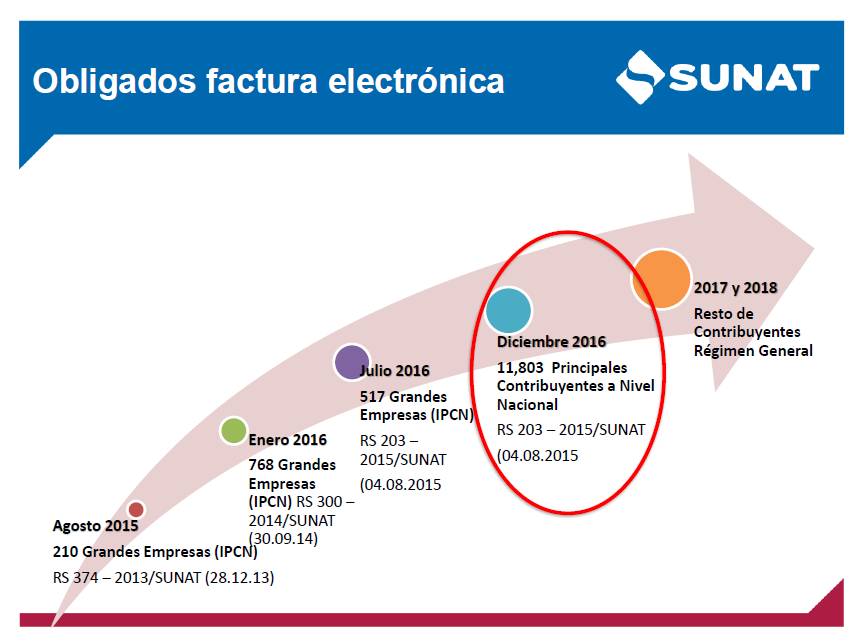 Obligados factura electrónica
SUNAT
Agosto 2015
210 Grandes Empresas (IPCN)
RS 374 – 2013/SUNAT (28.12.13)
Enero 2016
768 Grandes
Empresas
(IPCN) RS 300 –
2014/SUNAT
(30.09.14)
Julio 2016
517 Grandes
Empresas (IPCN)
RS 203 –
2015/SUNAT
(04.08.2015
Diciembre 2016
11,803 Principales
Contribuyentes a Nivel
Nacional
RS 203 – 2015/SUNAT
(04.08.2015
2017 y 2018
Resto de
Contribuyentes
Régimen General